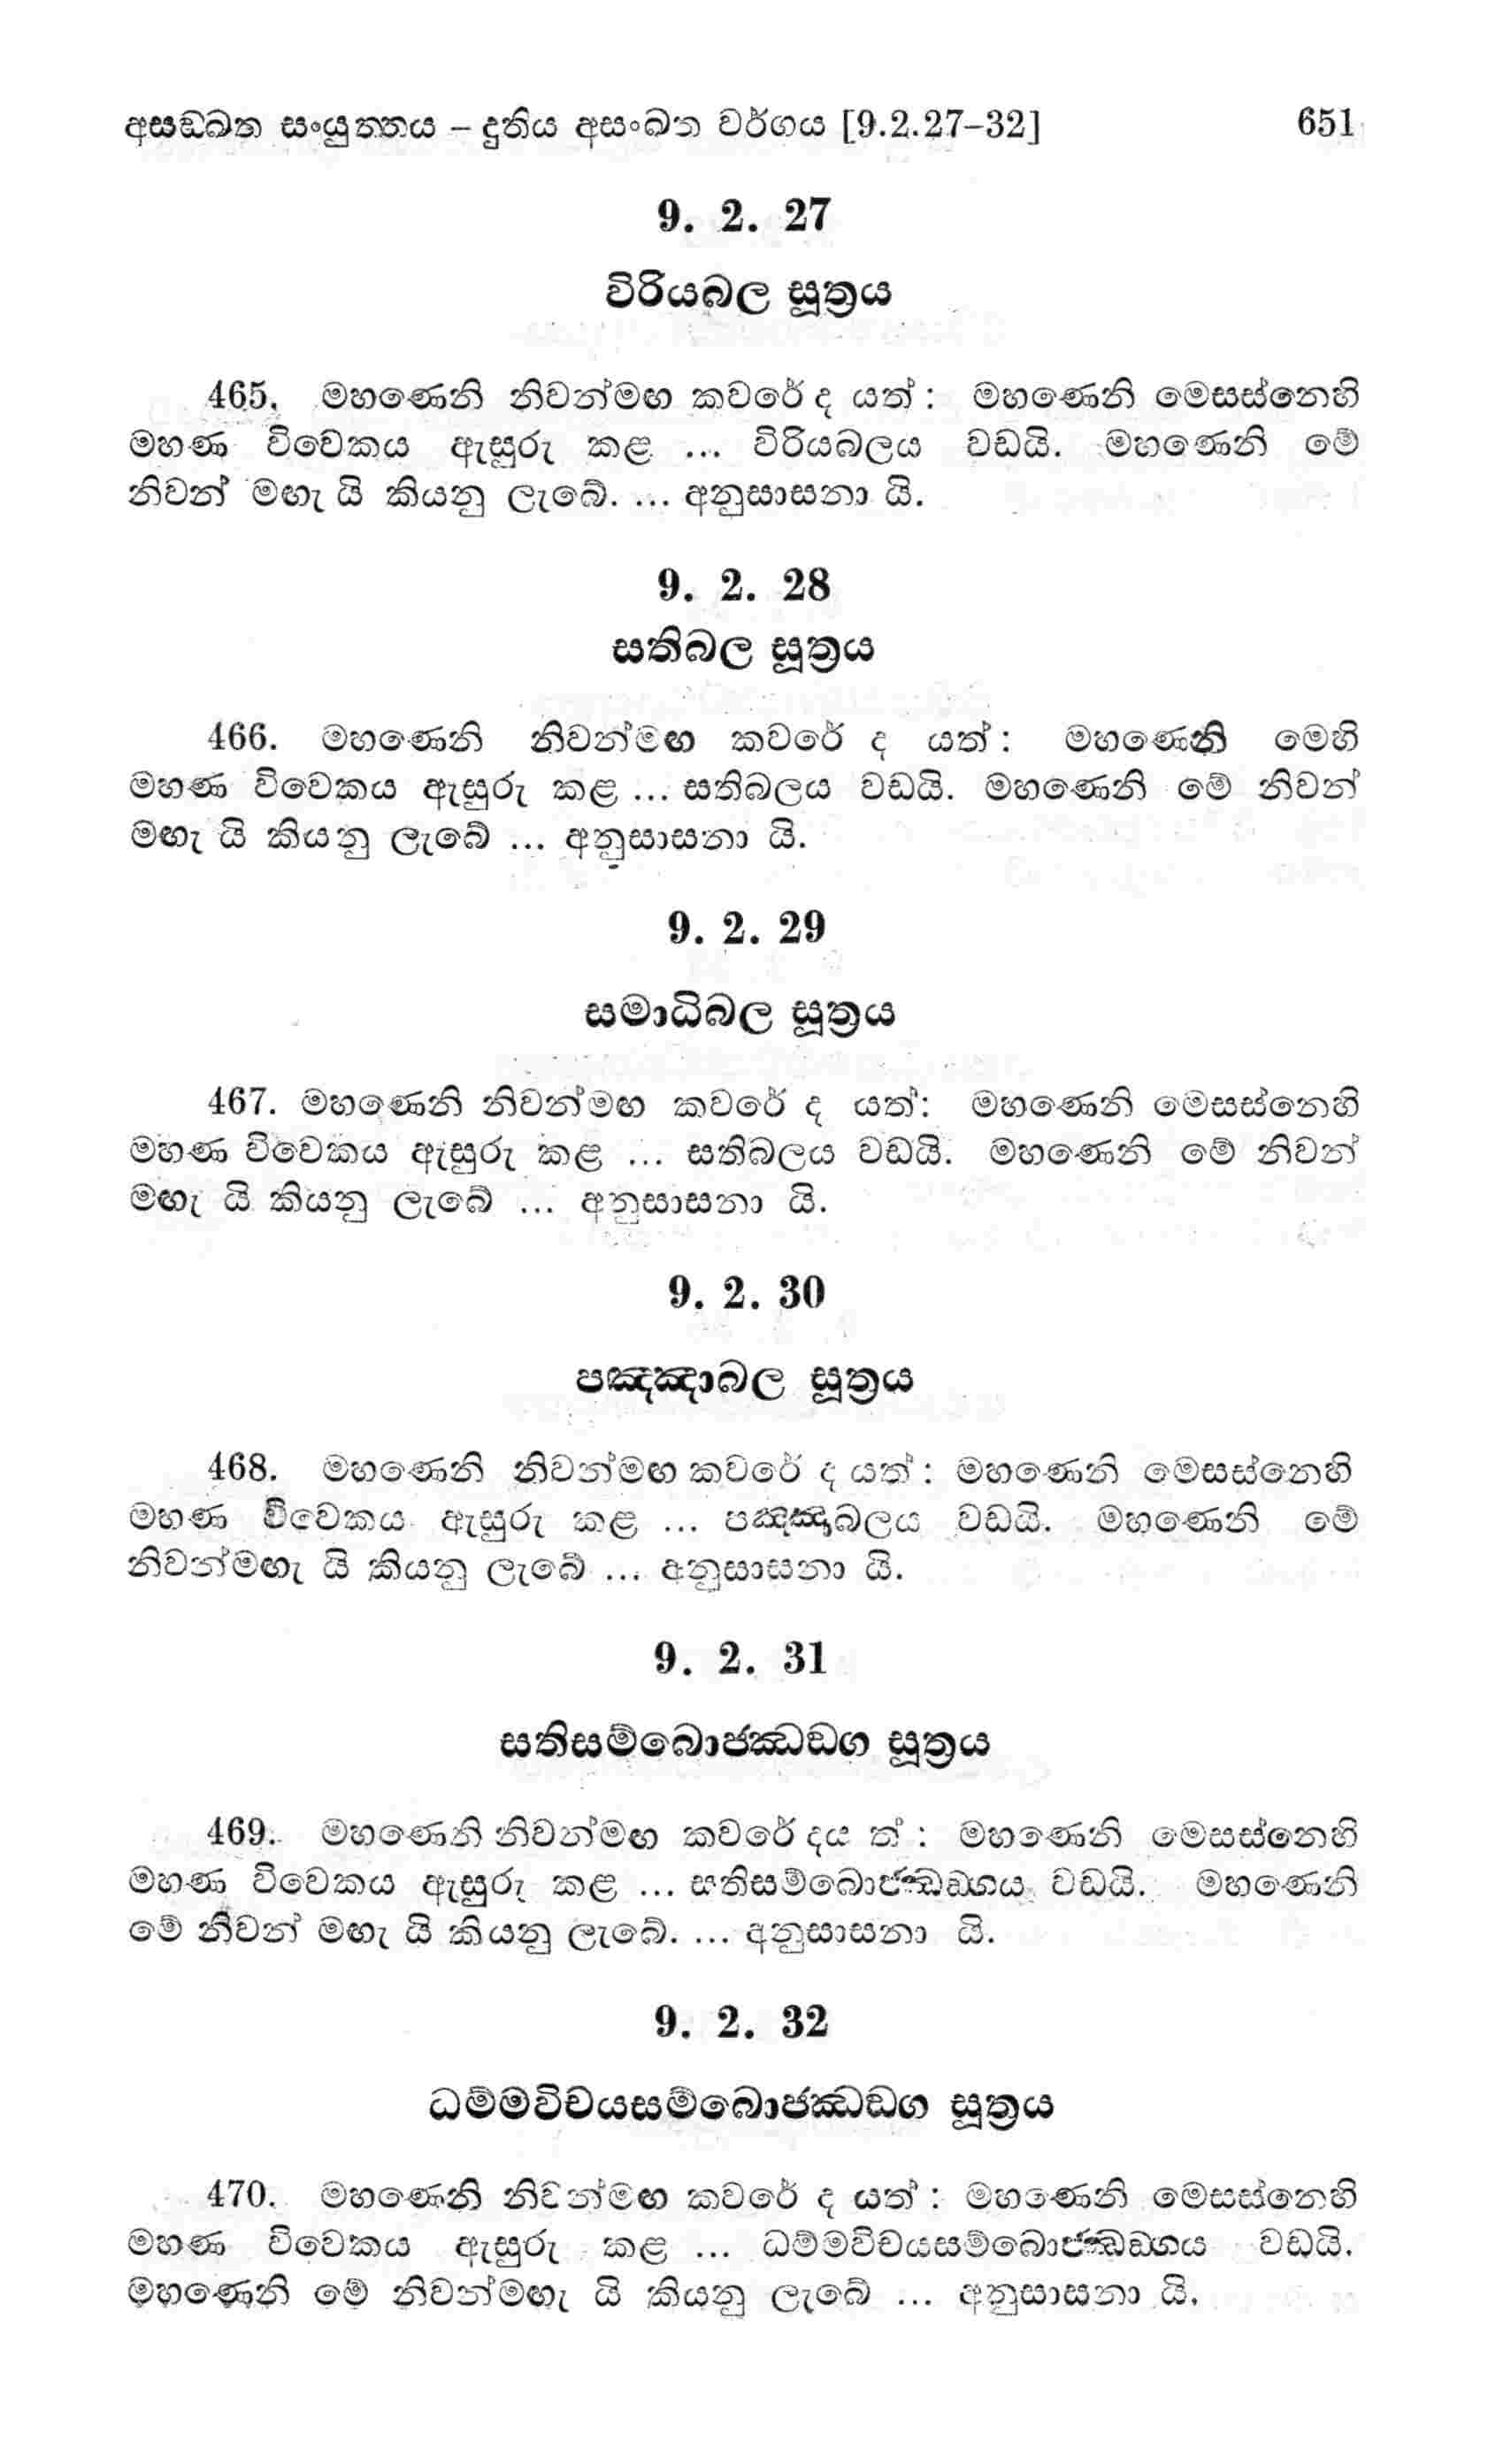 අසඞ්ඛත සංයුත්තය – දුතිය අසංඛත වර්ගය [9.2.27–32] 651
9. 2. 27
විරියබල සූත්‍රය
465. මහණෙනි නිවන්මඟ කවරේ ද යත් : මහණෙනි මෙසස්නෙහි
මහණ විවෙකය ඇසුරු කළ ... විරියබලය වඩයි. මහණෙනි මේ
නිවන් මඟැ යි කියනු ලැබේ. ... අනුසාසනා යි.
9. 2. 28
සතිබල සූත්‍රය
466. මහණෙනි නිවන්මඟ කවරේ ද යත් : මහණෙනි මෙහි
මහණ විවෙකය ඇසුරු කළ ... සතිබලය වඩයි. මහණෙනි මේ නිවන්
මඟැ යි කියනු ලැබේ ... අනුසාසනා යි.
9. 2. 29
සමාධිබල සූත්‍රය
467. මහණෙනි නිවන්මඟ කවරේ ද යත්: මහණෙනි මෙසස්නෙහි
මහණ විවෙකය ඇසුරු කළ ... සතිබලය වඩයි. මහණෙනි මේ නිවන්
මඟැ යි කියනු ලැබේ ... අනුසාසනා යි.
9. 2. 30
පඤ්ඤාබල සූත්‍රය
468. මහණෙනි නිවන්මඟ කවරේ ද යත් : මහණෙනි මෙසස්නෙහි
මහණ විවෙකය ඇසුරු කළ ... පඤ්ඤාබලය වඩයි. මහණෙනි මේ
නිවන්මඟැ යි කියනු ලැබේ ... අනුසාසනා යි.
9. 2. 31
සතිසම්බොජ්ඣඞ්ග සූත්‍රය
469. මහණෙනි නිවන්මඟ කවරේ දය ත් : මහණෙනි මෙසස්නෙහි
මහණ විවෙකය ඇසුරු කළ ... සතිසම්බොජ්ඣඞ්ගය වඩයි. මහණෙනි
මේ නිවන් මඟැ යි කියනු ලැබේ. ... අනුසාසනා යි.
9. 2. 32
ධම්මවිචයසම්බොජ්ඣඞ්ග සූත්‍රය
470. මහණෙනි නිවන්මඟ කවරේ ද යත් : මහණෙනි මෙසස්නෙහි
මහණ විවෙකය ඇසුරු කළ ... ධම්මවිචයසම්බොජ්ඣඞ්ගය වඩයි.
මහණෙනි මේ නිවන්මඟැ යි කියනු ලැබේ ... අනුසාසනා යි.